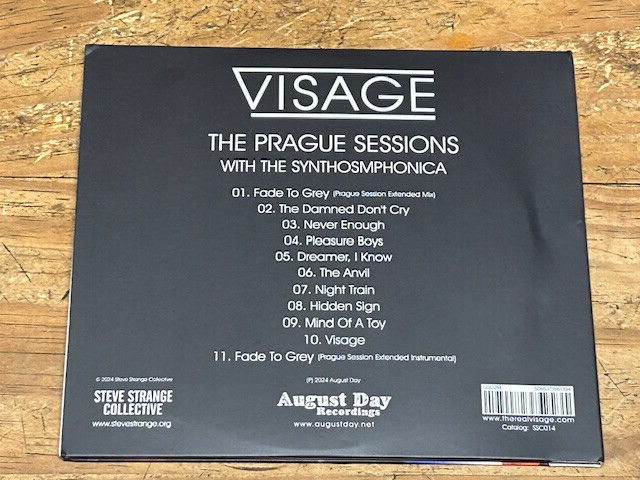 VISAGE
THE PRAGUE SESSIONS
WITH THE SYNTHOSMPHONICA
01. Fade To Grey (Prague Session Extended Mix)
02. The Damned Don't Cry
03. Never Enough
04. Pleasure Boys
05. Dreamer, I Know
06. The Anvil
07. Night Train
08. Hidden Sign
09. Mind Of A Toy
10. Visage
11. Fade To Grey (Prague Session Extended Instrumental)
© 2024 Steve Strange Collective
STEVE STRANGE
COLLECTIVE
www.stevestrange.org
(P) 2024 August Day
August Day
Recordings
www.augustday.net
www.therealvisage.com
Catalog: SSC014